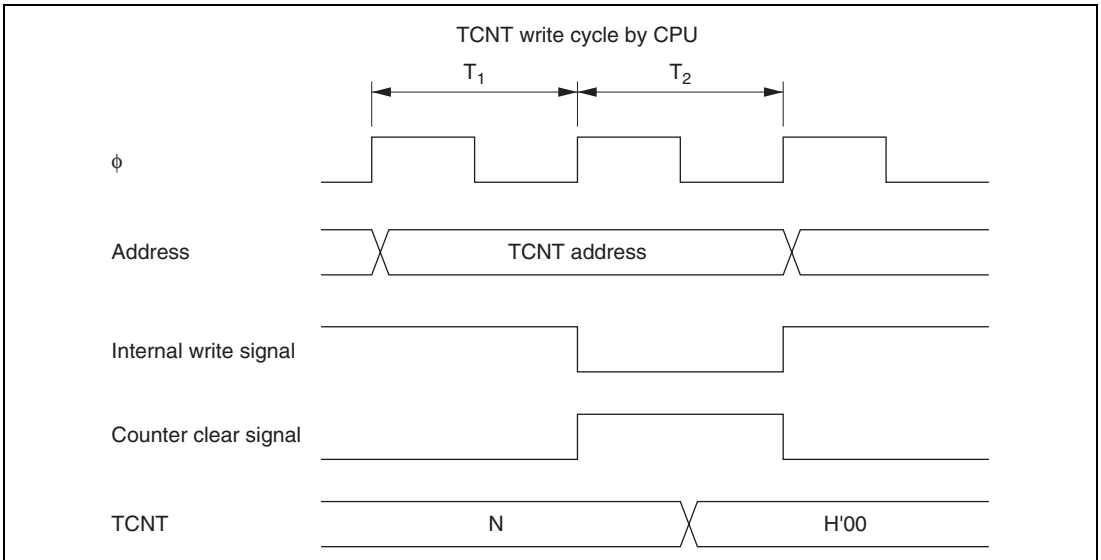 TCNT write cycle by CPU
T1 T2
ϕ
Address TCNT address
Internal write signal
Counter clear signal
TCNT N H'00